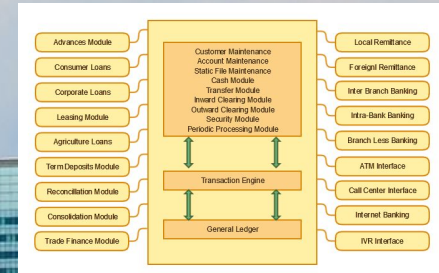 Advances Module
Consumer Loans
Corporate Loans
Leasing Module
Agriculture Loans
Term Deposits Module
Reconcillation Module
Consolidation Module
Trade Finance Module
Customer Maintenance
Account Maintenance
Static File Maintenance
Cash Module
Transfer Module
Inward Clearing Module
Outward Clearing Module
Security Module
Periodic Processing Module
Transaction Engine
General Ledger
Local Remittance
Foreignl Remittance
Inter Branch Banking
Intra-Bank Banking
Branch Less Banking
ATM Interface
Call Center Interface
Internet Banking
IVR Interface